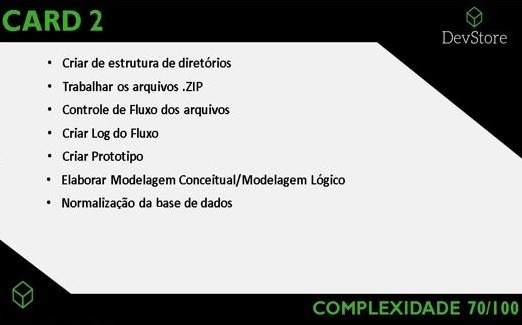 CARD 2
DevStore
• Criar de estrutura de diretórios
• Trabalhar os arquivos .ZIP
• Controle de Fluxo dos arquivos
• Criar Log do Fluxo
• Criar Prototipo
• Elaborar Modelagem Conceitual/Modelagem Lógico
• Normalização da base de dados
COMPLEXIDADE 70/100